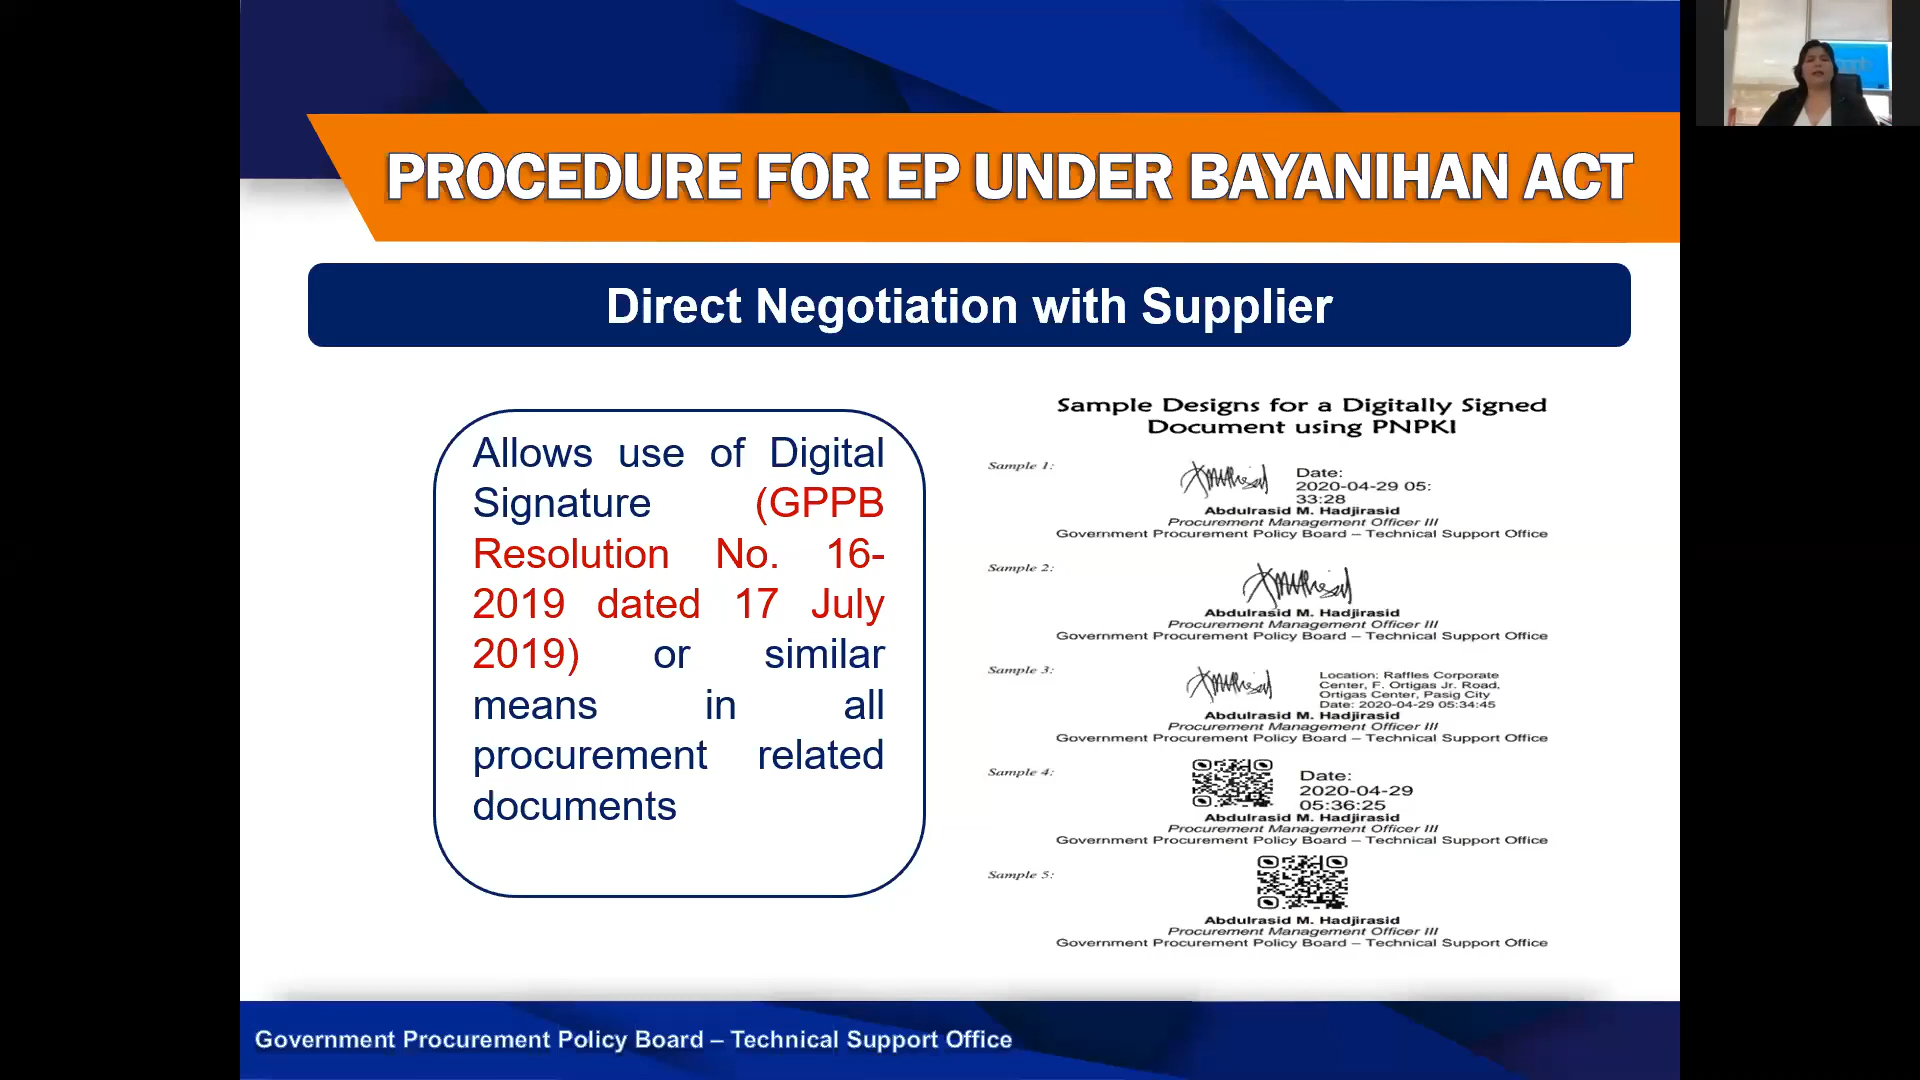 PROCEDURE FOR EP UNDER BAYANIHAN ACT
Direct Negotiation with Supplier
Allows use of Digital
Signature (GPPB
Resolution No. 16-
2019 dated 17 July
2019) or similar
means in all
procurement related
documents
Sample Designs for a Digitally Signed
Document using PNPKI
Sample 1:
Date:
2020-04-29 05:
33:28
Abdulrasid M. Hadjirasid
Procurement Management Officer III
Government Procurement Policy Board – Technical Support Office
Sample 2:
Abdulrasid M. Hadjirasid
Procurement Management Officer III
Government Procurement Policy Board – Technical Support Office
Sample 3:
Location: Raffles Corporate
Center, F. Ortigas Jr. Road,
Ortigas Center, Pasig City
Date: 2020-04-29 05:34:45
Abdulrasid M. Hadjirasid
Procurement Management Officer III
Government Procurement Policy Board – Technical Support Office
Sample 4:
Date:
2020-04-29
05:36:25
Abdulrasid M. Hadjirasid
Procurement Management Officer III
Government Procurement Policy Board – Technical Support Office
Sample 5:
Abdulrasid M. Hadjirasid
Procurement Management Officer III
Government Procurement Policy Board – Technical Support Office
Government Procurement Policy Board – Technical Support Office